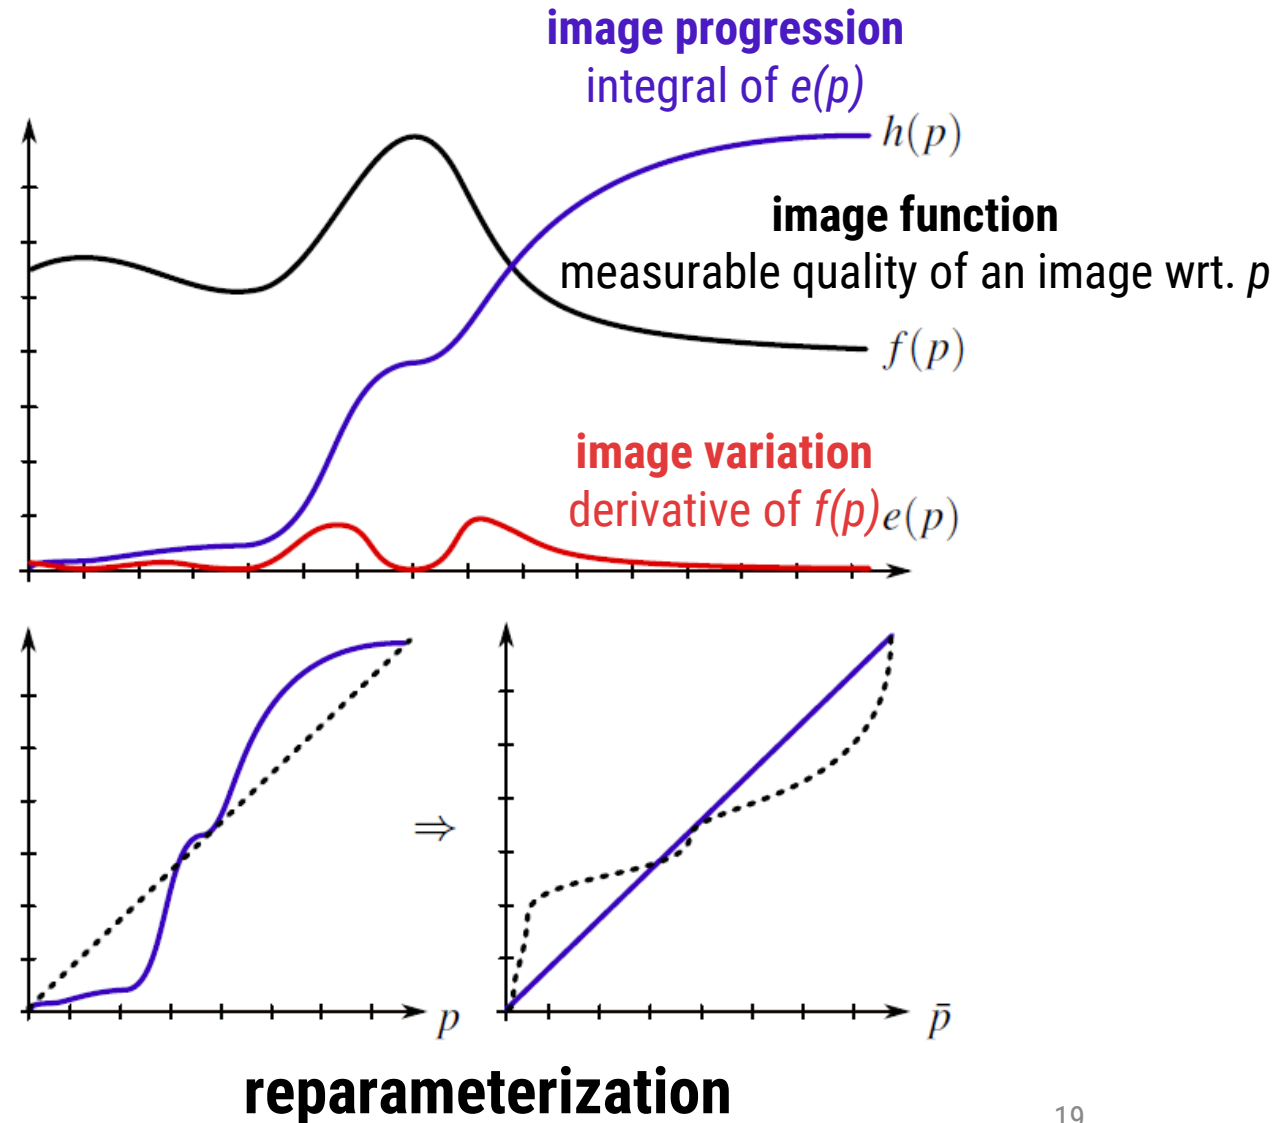 image progression
integral of e(p)
h(p)
image function
measurable quality of an image wrt. p
f(p)
image variation
derivative of f(p)
e(p)
⇒
p
p̄
reparameterization
19